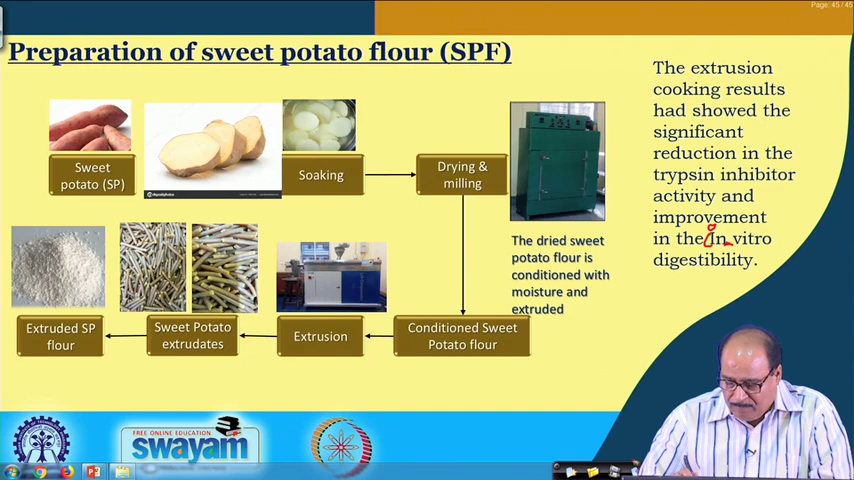 Page: 45 / 45
Preparation of sweet potato flour (SPF)
Sweet
potato (SP)
depositphotos
Soaking
Drying &
milling
The dried sweet
potato flour is
conditioned with
moisture and
extruded
Conditioned Sweet
Potato flour
Extrusion
Sweet Potato
extrudates
Extruded SP
flour
The extrusion
cooking results
had showed the
significant
reduction in the
trypsin inhibitor
activity and
improvement
in the In vitro
digestibility.
FREE ONLINE EDUCATION
swayam